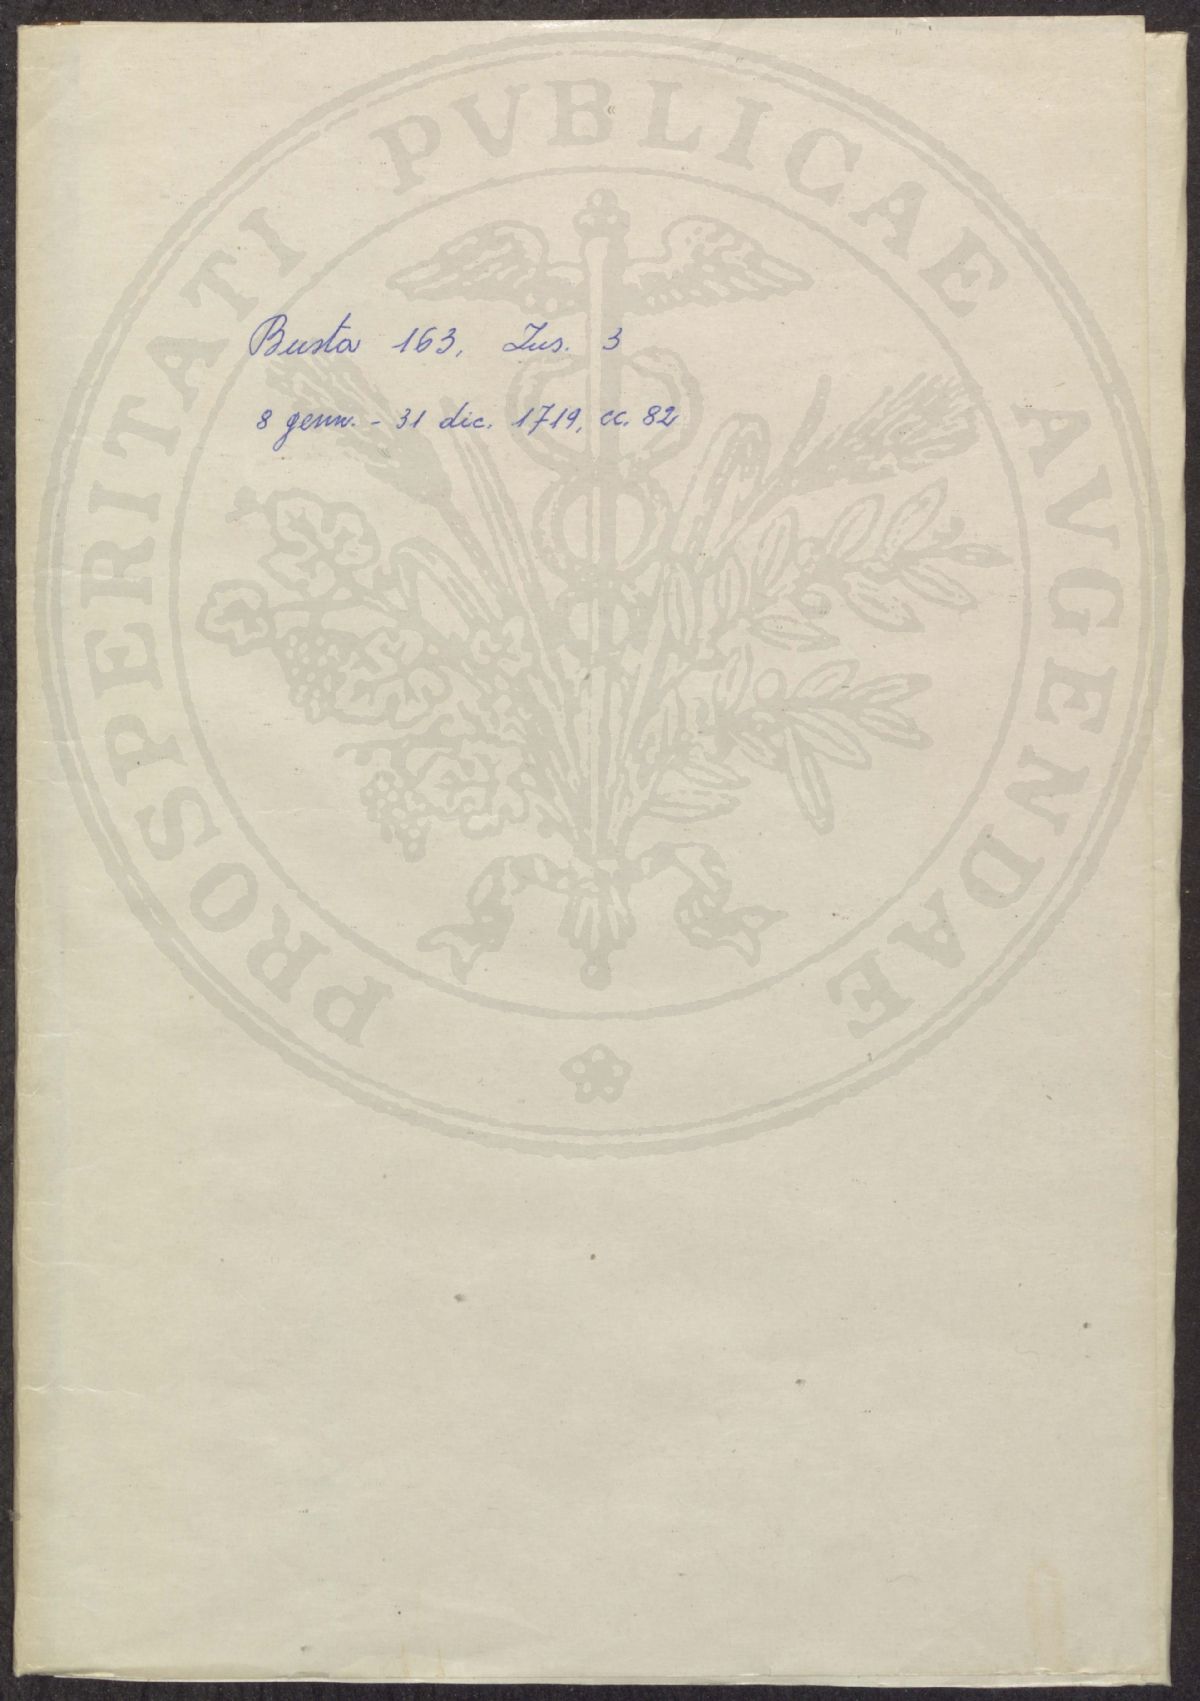 Busta 163, Ins. 3
8 genn. - 31 dic. 1719, cc. 82
PROSPERITATI PVBLICAE AVGENDAE